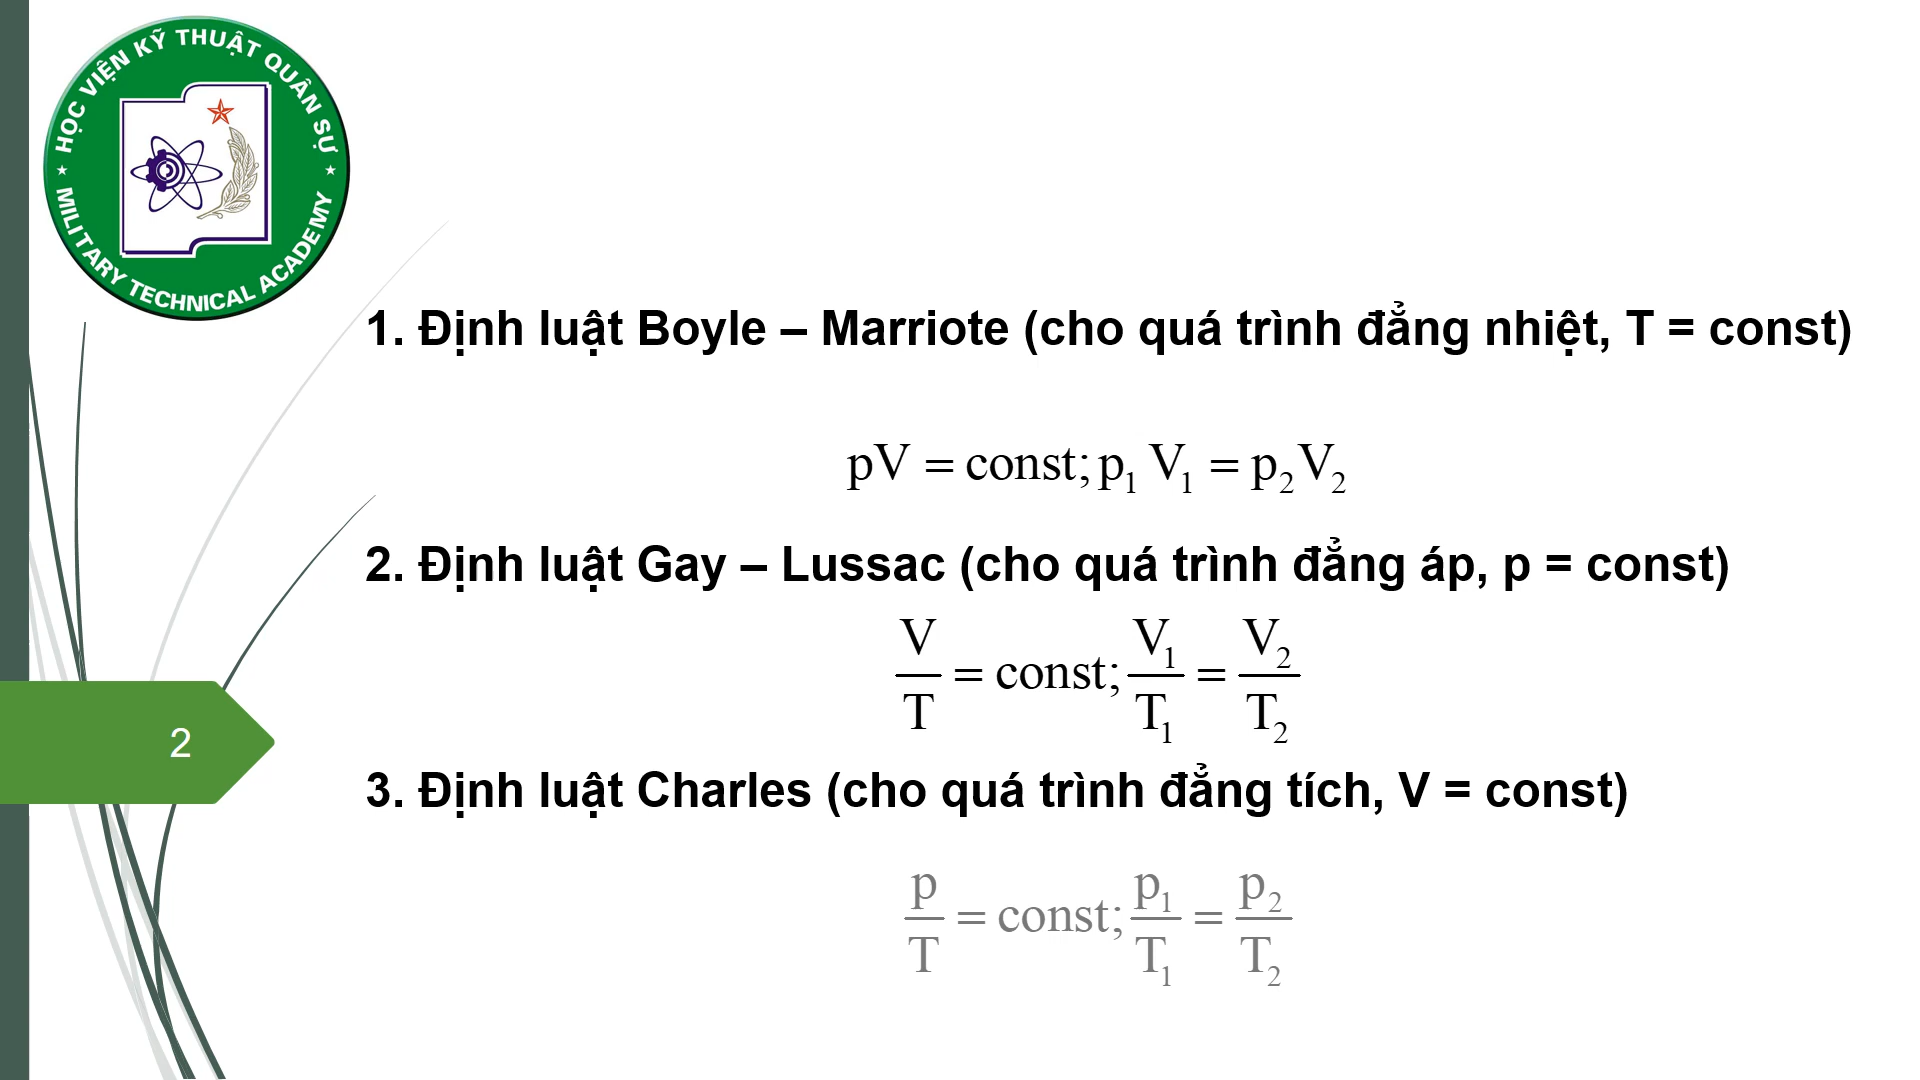 HỌC VIỆN KỸ THUẬT QUÂN SỰ
MILITARY TECHNICAL ACADEMY
1. Định luật Boyle – Marriote (cho quá trình đẳng nhiệt, T = const)
pV = const; p₁ V₁ = p₂V₂
2. Định luật Gay – Lussac (cho quá trình đẳng áp, p = const)
V/T = const; V₁/T₁ = V₂/T₂
2
3. Định luật Charles (cho quá trình đẳng tích, V = const)
p/T = const; p₁/T₁ = p₂/T₂